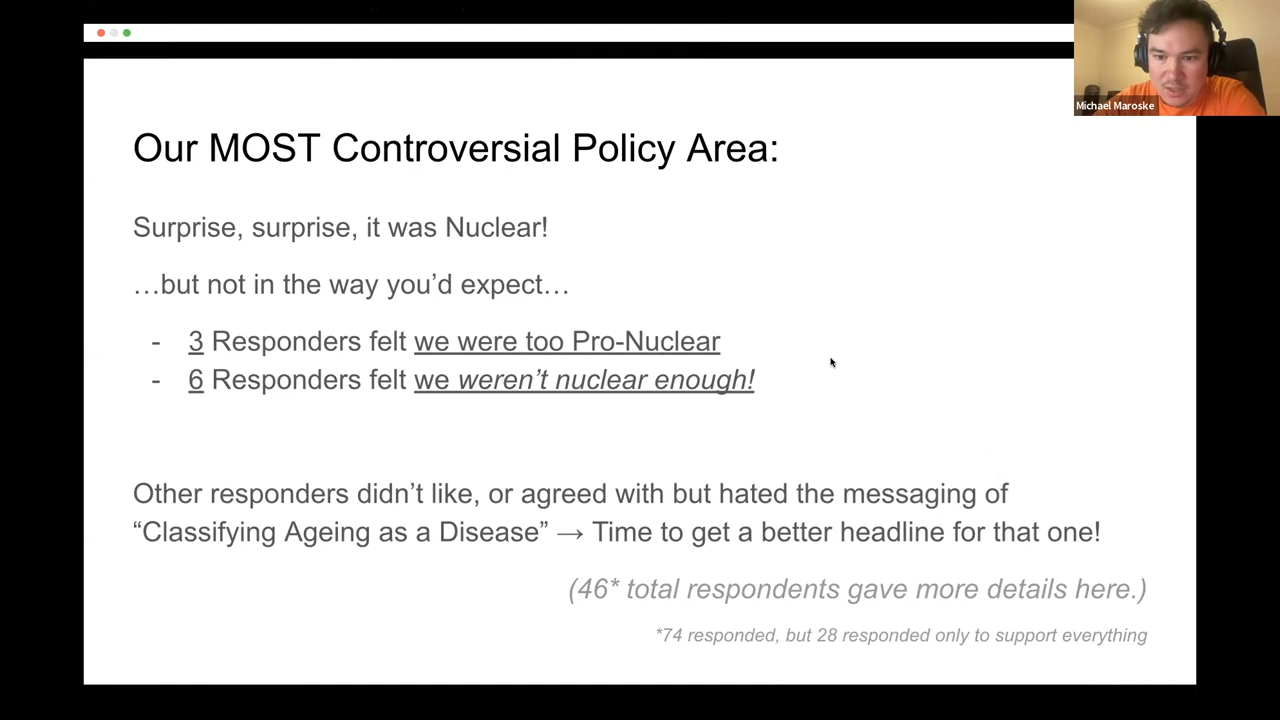 Michael Maroske
Our MOST Controversial Policy Area:
Surprise, surprise, it was Nuclear!
…but not in the way you’d expect…
- 3 Responders felt we were too Pro-Nuclear
- 6 Responders felt we weren’t nuclear enough!
Other responders didn’t like, or agreed with but hated the messaging of
“Classifying Ageing as a Disease” → Time to get a better headline for that one!
(46* total respondents gave more details here.)
*74 responded, but 28 responded only to support everything